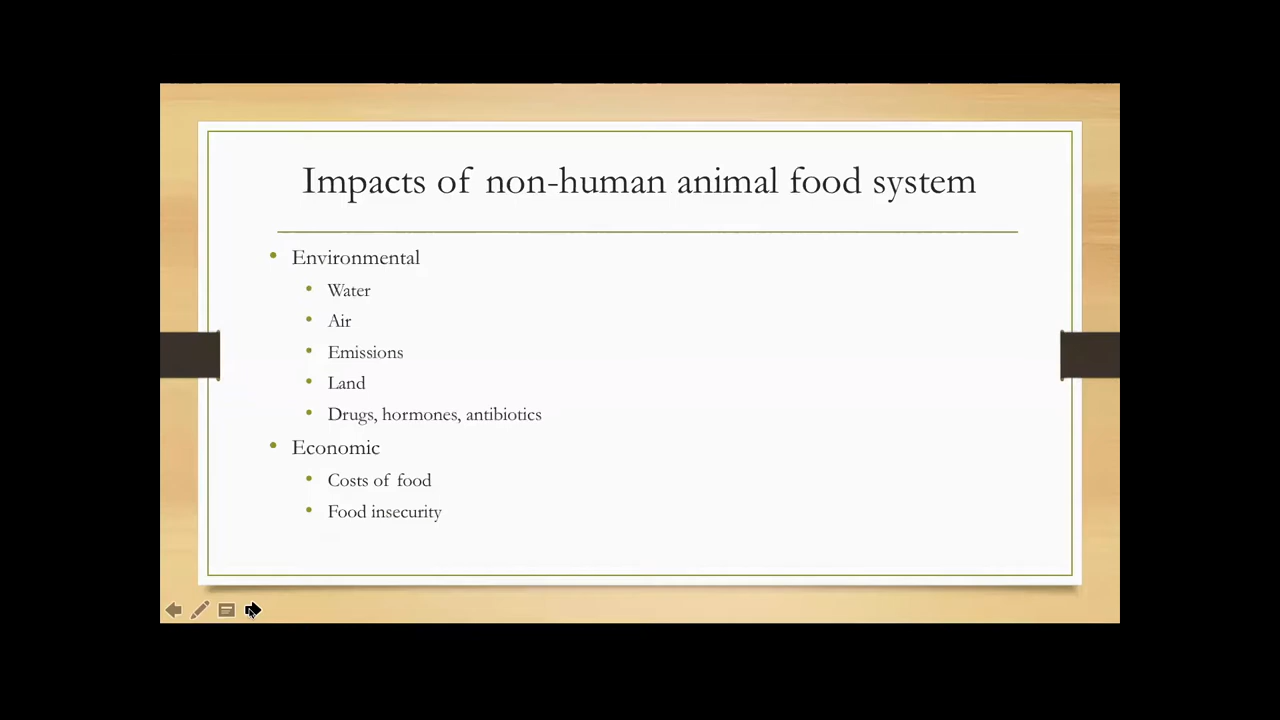 Impacts of non-human animal food system
• Environmental
• Water
• Air
• Emissions
• Land
• Drugs, hormones, antibiotics
• Economic
• Costs of food
• Food insecurity